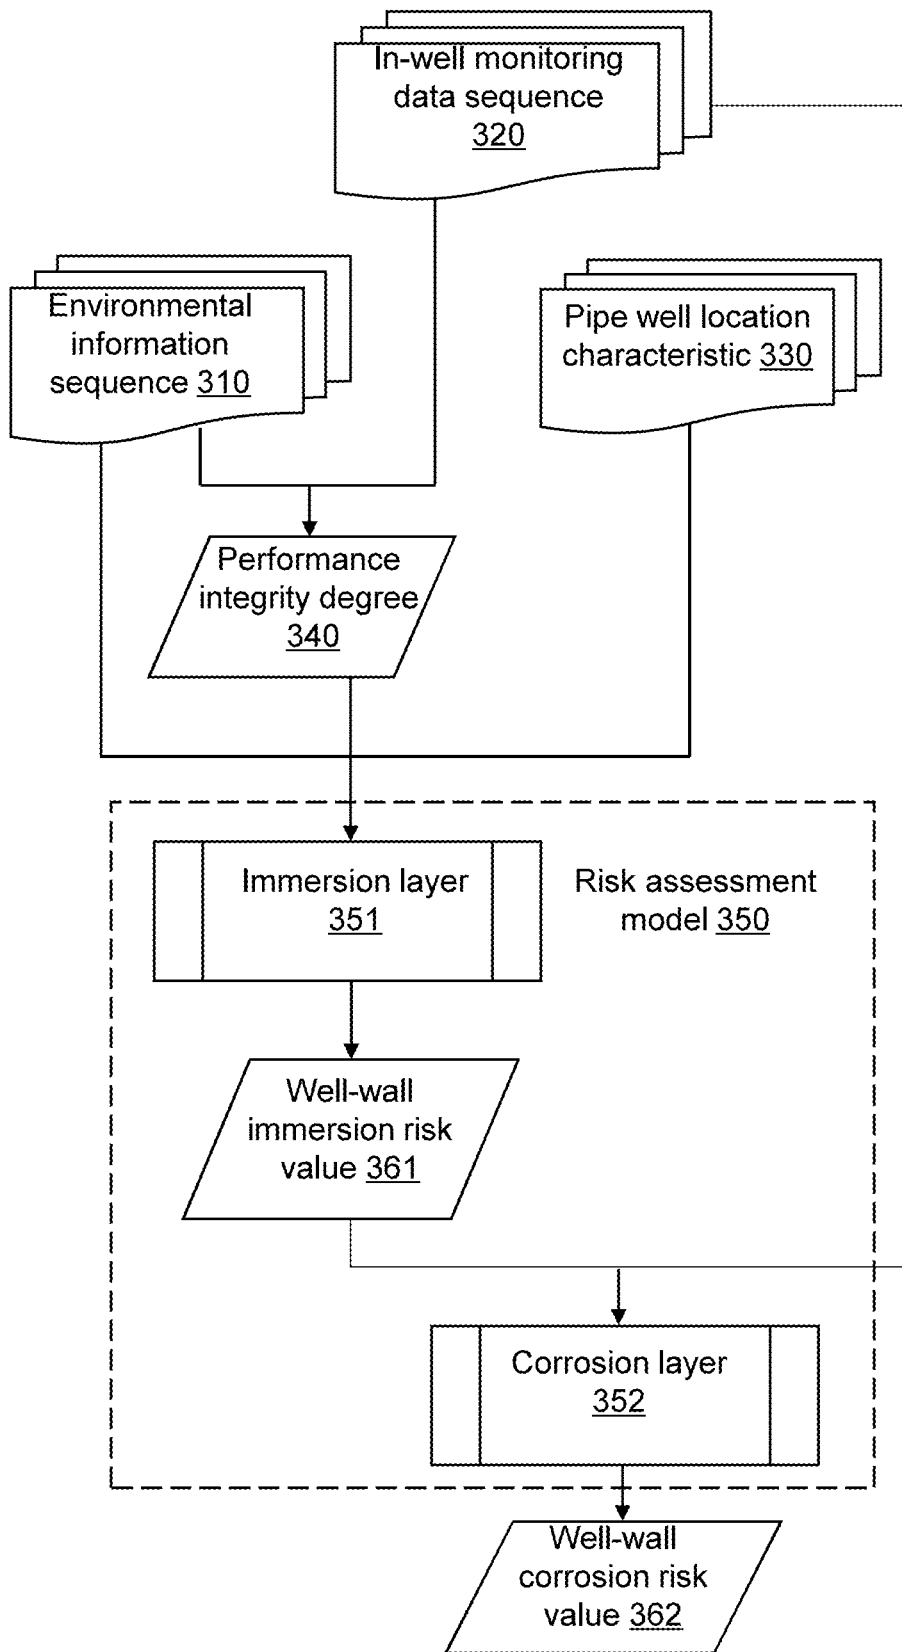 In-well monitoring
data sequence
320
Environmental
information
sequence 310
Pipe well location
characteristic 330
Performance
integrity degree
340
Immersion layer
351
Risk assessment
model 350
Well-wall
immersion risk
value 361
Corrosion layer
352
Well-wall
corrosion risk
value 362